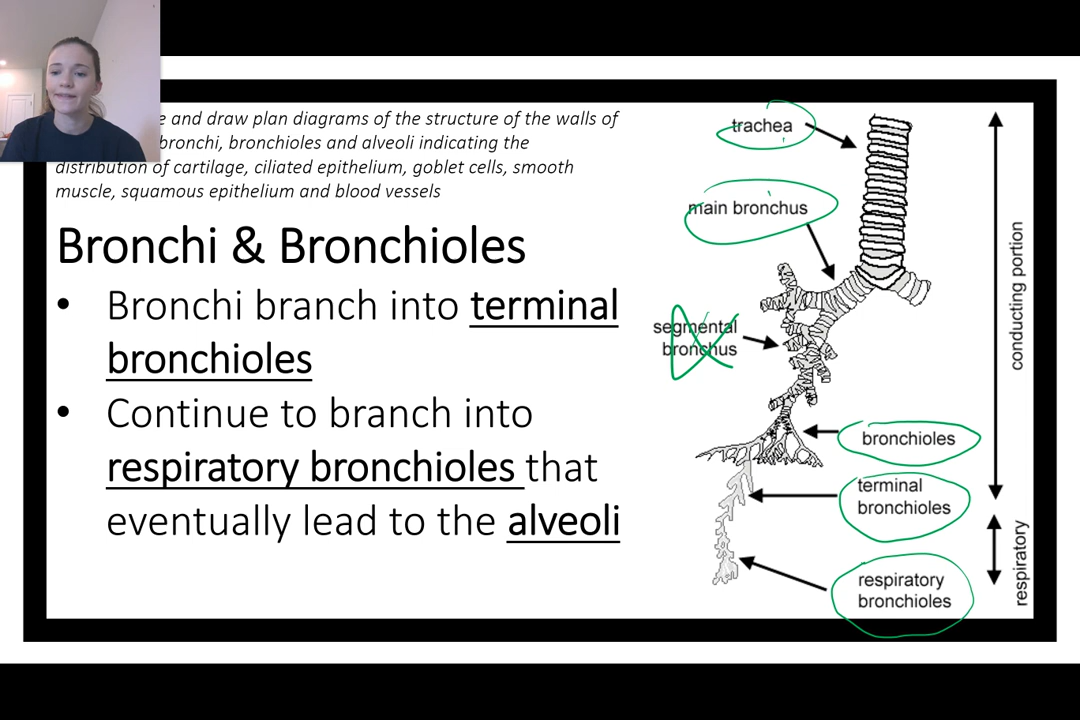 e and draw plan diagrams of the structure of the walls of
bronchi, bronchioles and alveoli indicating the
distribution of cartilage, ciliated epithelium, goblet cells, smooth
muscle, squamous epithelium and blood vessels
Bronchi & Bronchioles
• Bronchi branch into terminal
bronchioles
• Continue to branch into
respiratory bronchioles that
eventually lead to the alveoli
trachea
main bronchus
segmental
bronchus
bronchioles
terminal
bronchioles
respiratory
bronchioles
conducting portion
respiratory